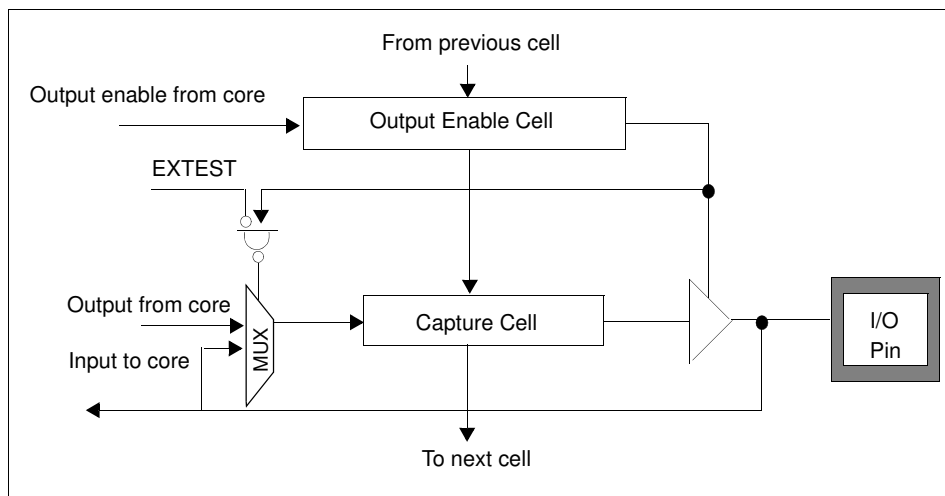 From previous cell
Output enable from core
Output Enable Cell
EXTEST
Output from core
Input to core
MUX
Capture Cell
I/O
Pin
To next cell